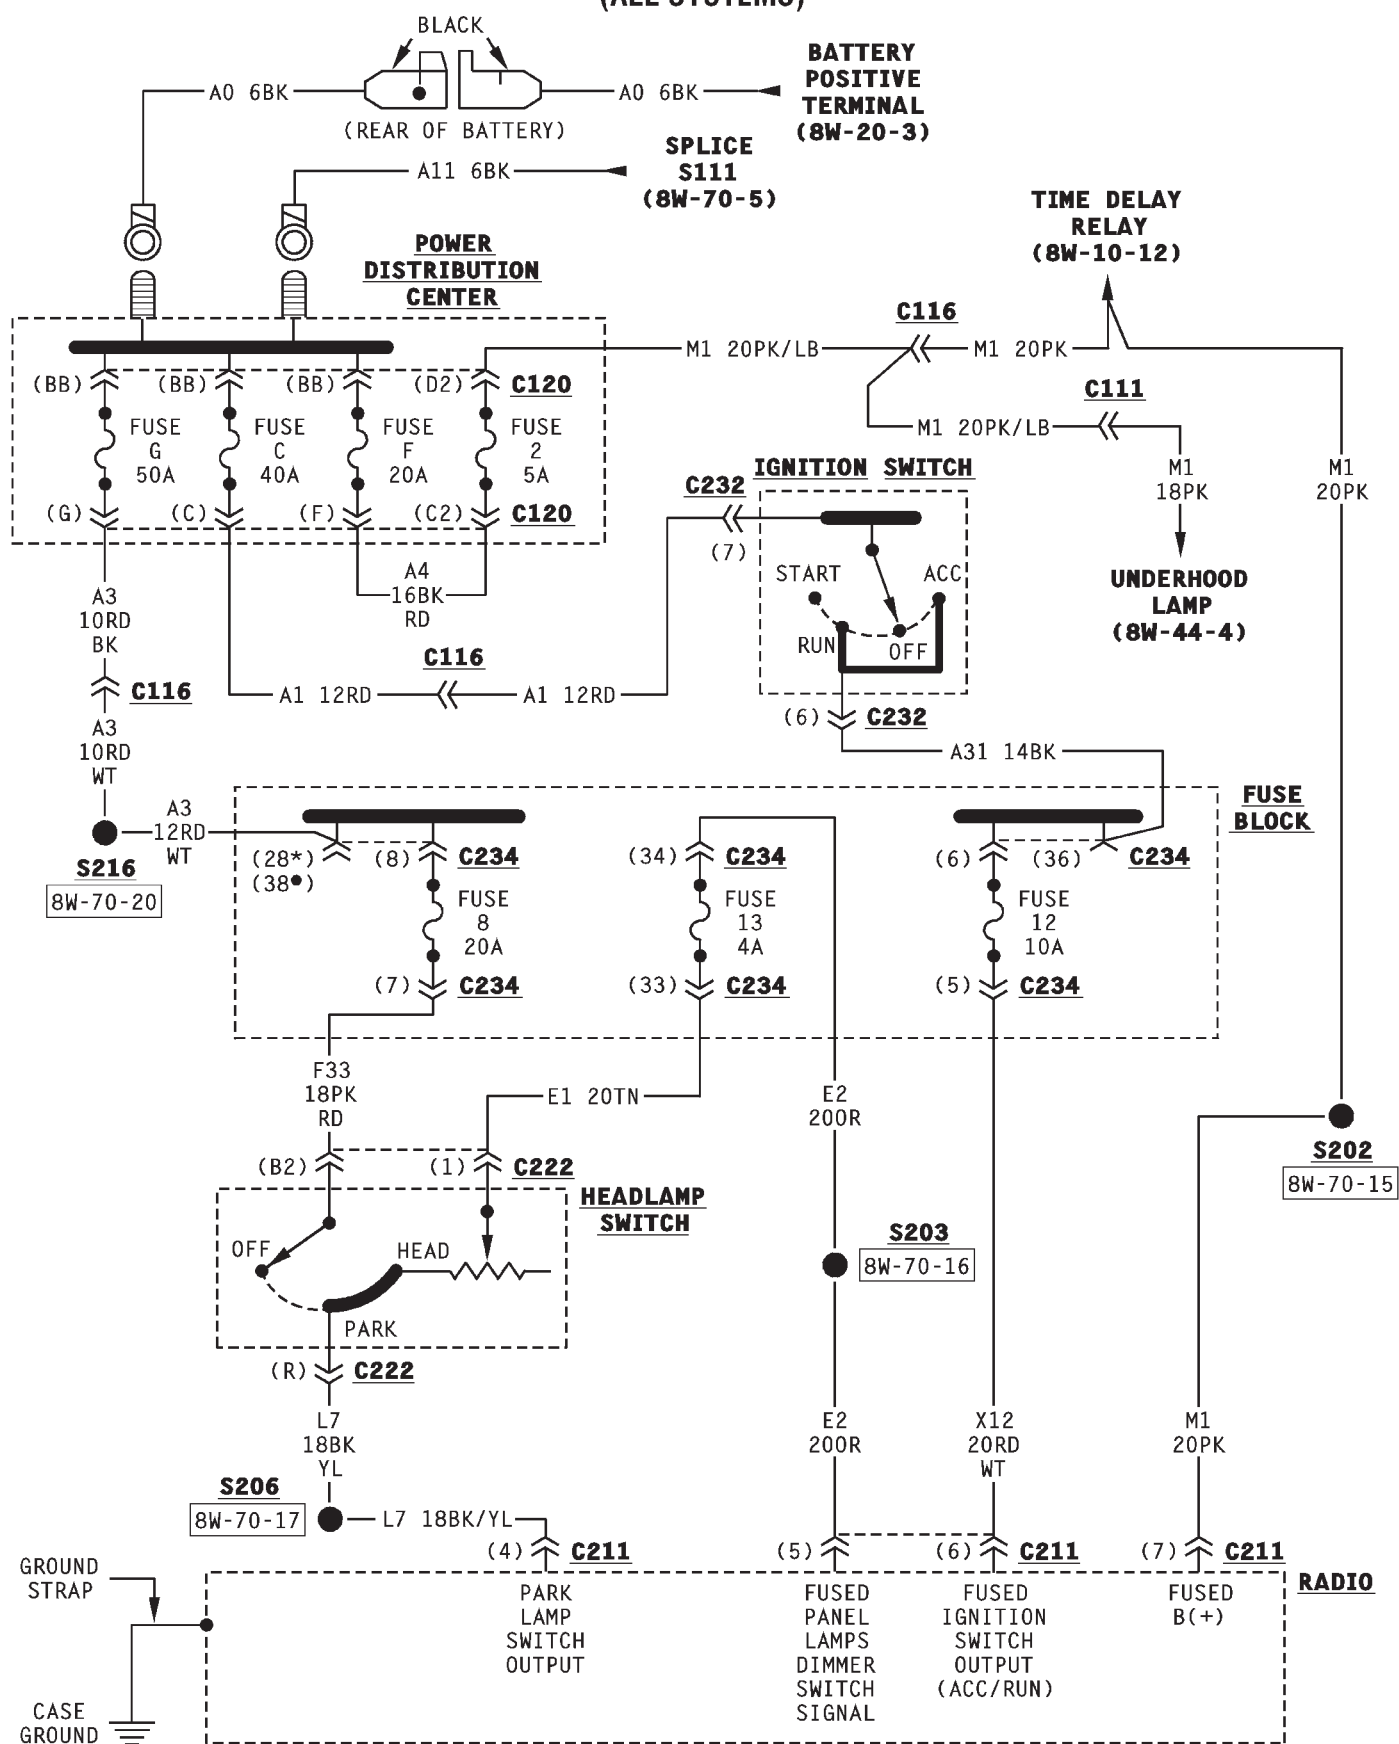 (ALL SYSTEMS)
BLACK
A0 6BK
A0 6BK
BATTERY
POSITIVE
TERMINAL
(8W-20-3)
(REAR OF BATTERY)
A11 6BK
SPLICE
S111
(8W-70-5)
TIME DELAY
RELAY
(8W-10-12)
POWER
DISTRIBUTION
CENTER
C116
M1 20PK/LB
M1 20PK
(BB)
(BB)
(BB)
(D2)
C120
C111
FUSE
G
50A
FUSE
C
40A
FUSE
F
20A
FUSE
2
5A
M1 20PK/LB
(G)
(C)
(F)
(C2)
C120
IGNITION SWITCH
C232
(7)
M1
18PK
M1
20PK
START
ACC
RUN
OFF
UNDERHOOD
LAMP
(8W-44-4)
A3
10RD
BK
A4
16BK
RD
C116
C116
A1 12RD
A1 12RD
(6)
C232
A3
10RD
WT
A31 14BK
FUSE
BLOCK
A3
12RD
WT
S216
8W-70-20
(28*)
(38●)
(8)
C234
(34)
C234
(6)
(36)
C234
FUSE
8
20A
FUSE
13
4A
FUSE
12
10A
(7)
C234
(33)
C234
(5)
C234
F33
18PK
RD
E1 20TN
E2
20OR
S202
8W-70-15
(B2)
(1)
C222
HEADLAMP
SWITCH
OFF
HEAD
PARK
S203
8W-70-16
(R)
C222
L7
18BK
YL
E2
20OR
X12
20RD
WT
M1
20PK
S206
8W-70-17
L7 18BK/YL
(4)
C211
(5)
(6)
C211
(7)
C211
GROUND
STRAP
RADIO
PARK
LAMP
SWITCH
OUTPUT
FUSED
PANEL
LAMPS
DIMMER
SWITCH
SIGNAL
FUSED
IGNITION
SWITCH
OUTPUT
(ACC/RUN)
FUSED
B(+)
CASE
GROUND